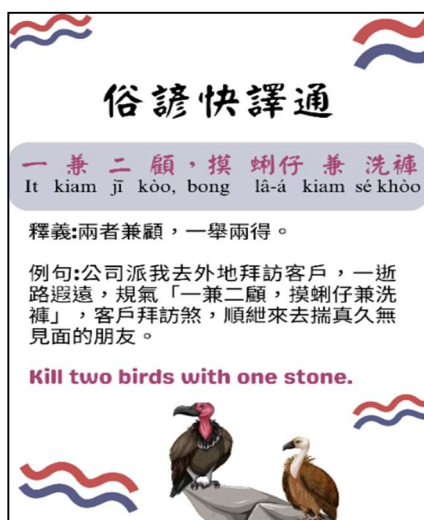 俗諺快譯通
一兼二顧，摸蜊仔兼洗褲
It kiam jī kòo, bong lâ-á kiam sé khòo
釋義:兩者兼顧，一舉兩得。
例句:公司派我去外地拜訪客戶，一逝
路遐遠，規氣「一兼二顧，摸蜊仔兼洗
褲」，客戶拜訪煞，順紲來去揣真久無
見面的朋友。
Kill two birds with one stone.